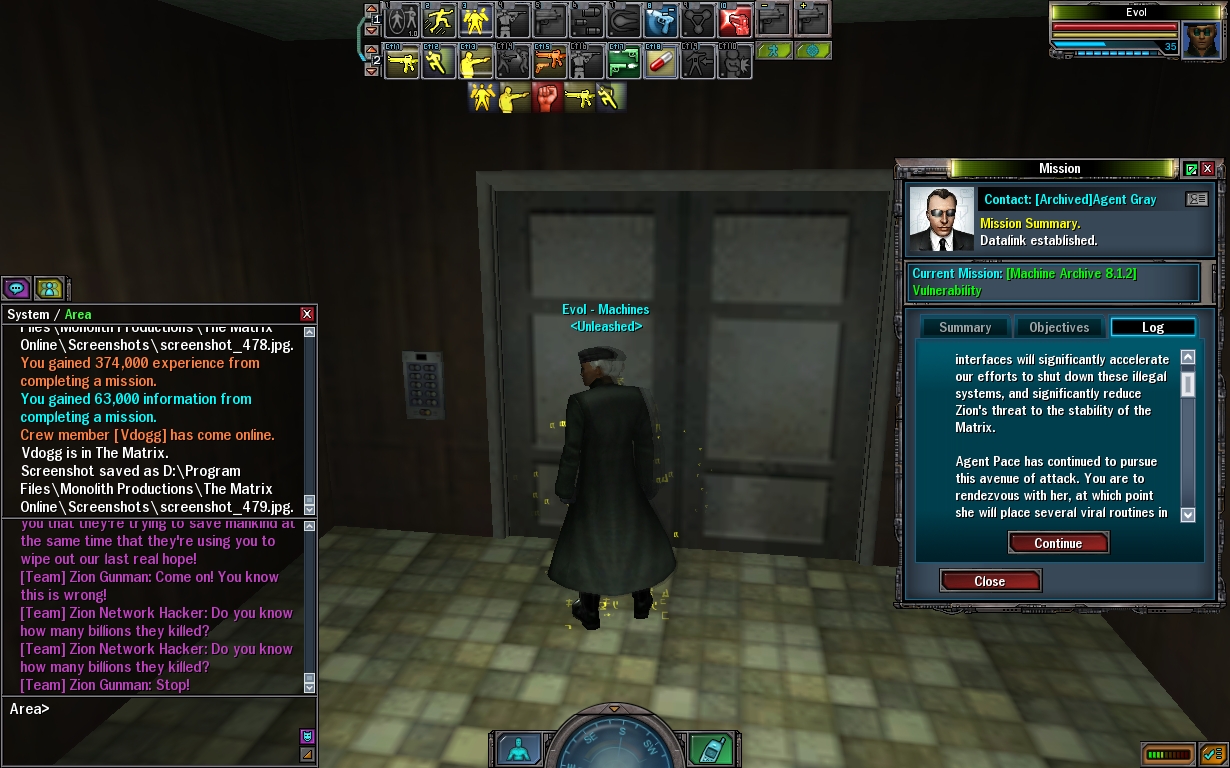 Evol
35
1
2
Mission
Contact: [Archived]Agent Gray
Mission Summary.
Datalink established.
Current Mission: [Machine Archive 8.1.2]
Vulnerability
Summary
Objectives
Log
interfaces will significantly accelerate
our efforts to shut down these illegal
systems, and significantly reduce
Zion's threat to the stability of the
Matrix.
Agent Pace has continued to pursue
this avenue of attack. You are to
rendezvous with her, at which point
she will place several viral routines in
Continue
Close
Evol - Machines
<Unleashed>
System / Area
Files\Monolith Productions\The Matrix
Online\Screenshots\screenshot_478.jpg.
You gained 374,000 experience from
completing a mission.
You gained 63,000 information from
completing a mission.
Crew member [Vdogg] has come online.
Vdogg is in The Matrix.
Screenshot saved as D:\Program
Files\Monolith Productions\The Matrix
Online\Screenshots\screenshot_479.jpg.
you that they're trying to save mankind at
the same time that they're using you to
wipe out our last real hope!
[Team] Zion Gunman: Come on! You know
this is wrong!
[Team] Zion Network Hacker: Do you know
how many billions they killed?
[Team] Zion Network Hacker: Do you know
how many billions they killed?
[Team] Zion Gunman: Stop!
Area>
SE
S
SW